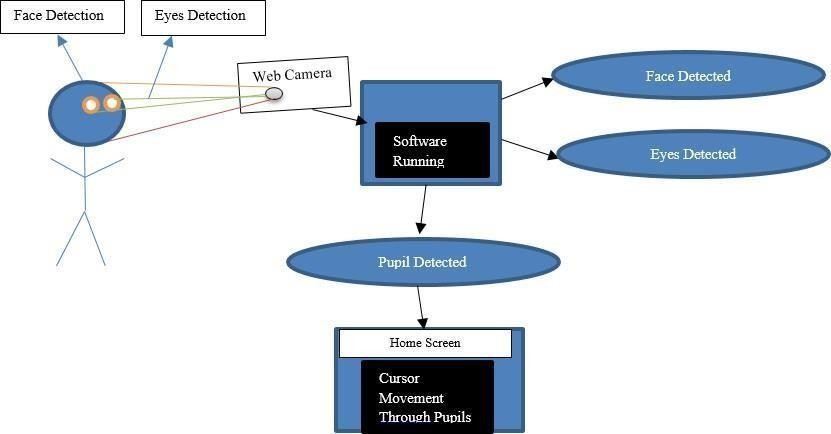 Face Detection
Eyes Detection
Web Camera
Face Detected
Software
Running
Eyes Detected
Pupil Detected
Home Screen
Cursor
Movement
Through Pupils